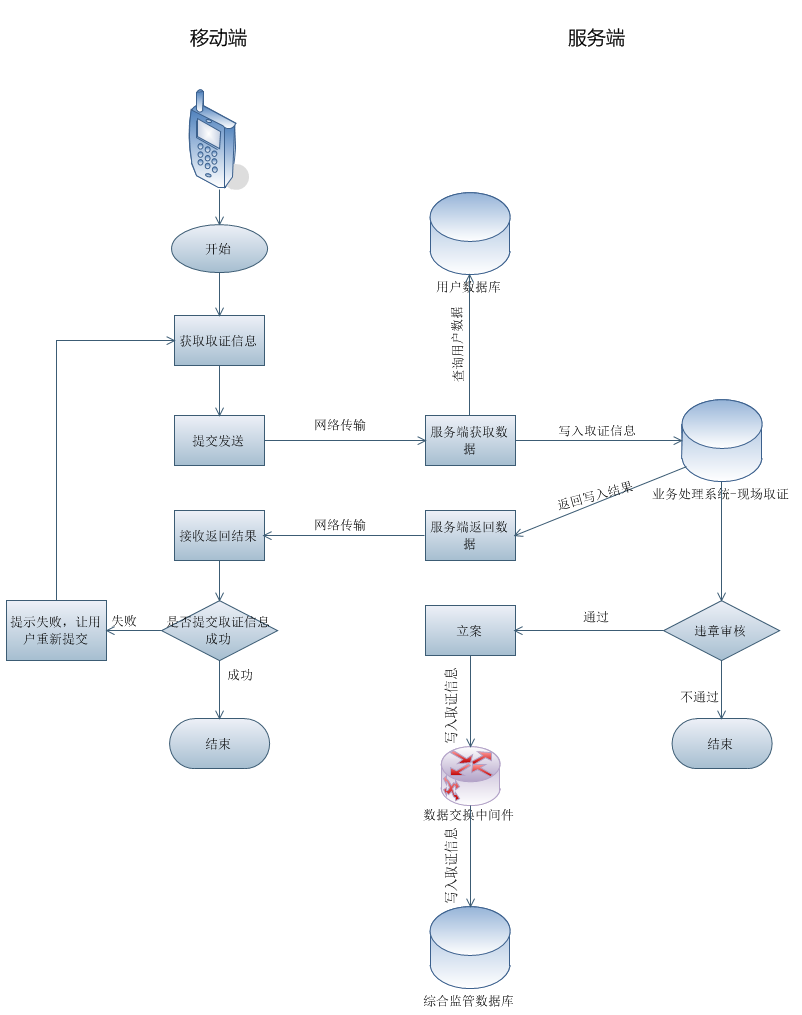 移动端
服务端
开始
用户数据库
查询用户数据
获取取证信息
提交发送
网络传输
服务端获取数
据
写入取证信息
业务处理系统-现场取证
返回写入结果
接收返回结果
网络传输
服务端返回数
据
提示失败，让用
户重新提交
失败
是否提交取证信息
成功
立案
通过
违章审核
成功
写入取证信息
不通过
结束
结束
数据交换中间件
写入取证信息
综合监管数据库